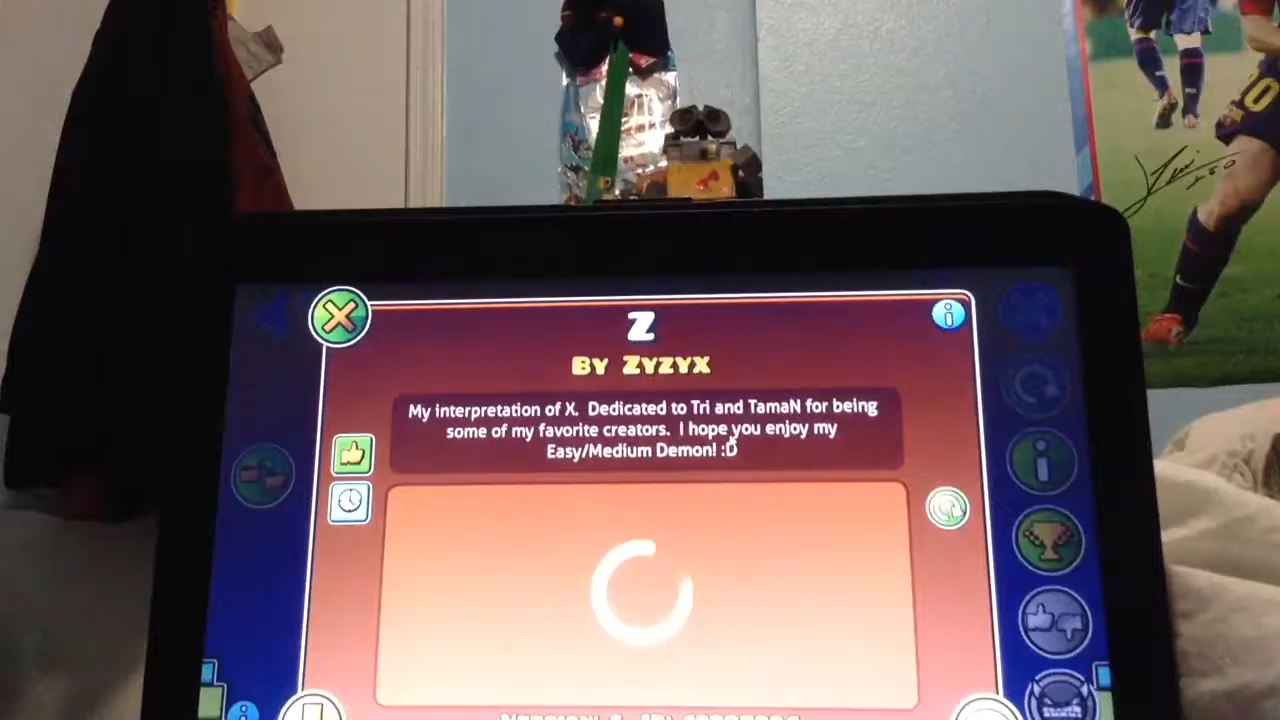 Z
By Zyzyx
My interpretation of X. Dedicated to Tri and TamaN for being
some of my favorite creators. I hope you enjoy my
Easy/Medium Demon! :D